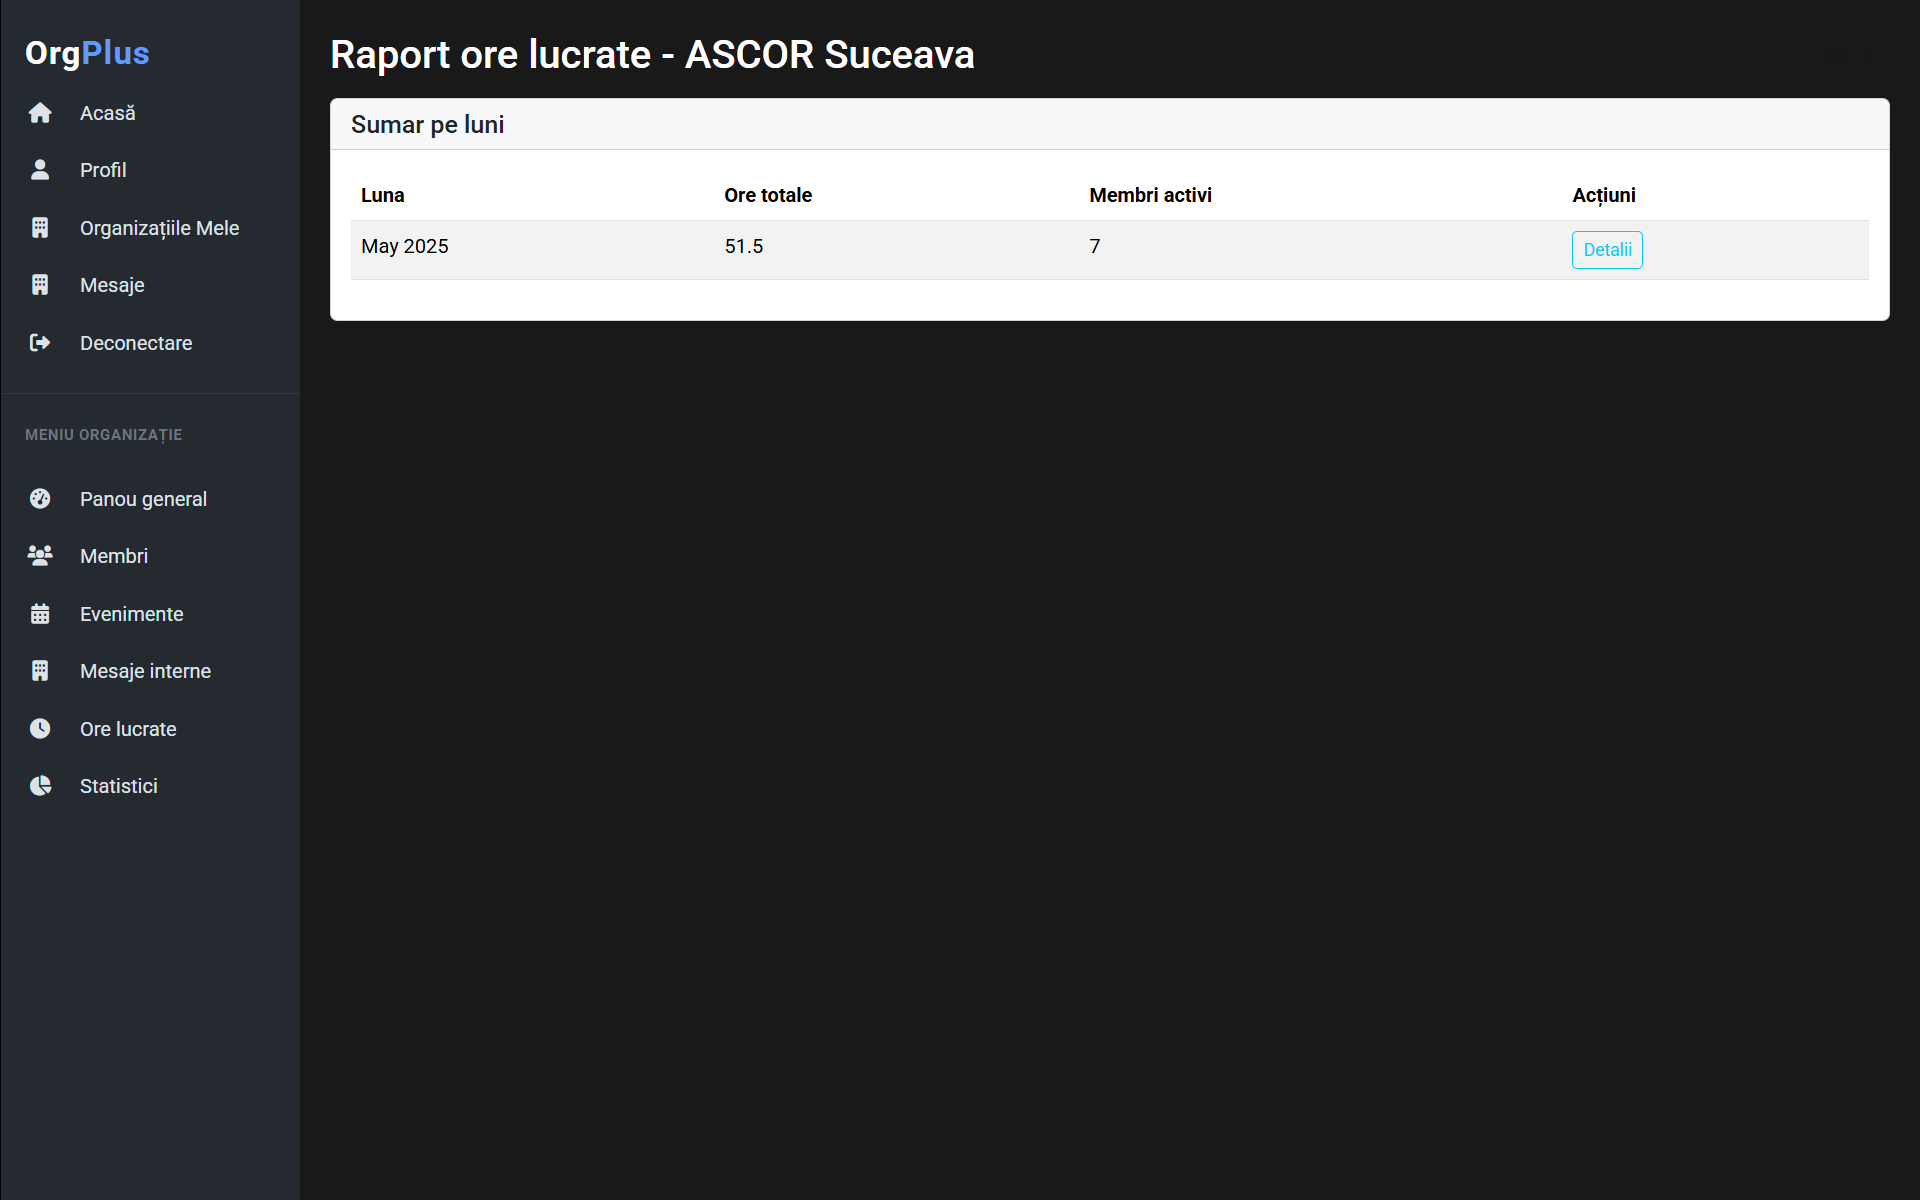 OrgPlus
Acasă
Profil
Organizațiile Mele
Mesaje
Deconectare
MENIU ORGANIZAȚIE
Panou general
Membri
Evenimente
Mesaje interne
Ore lucrate
Statistici
Raport ore lucrate - ASCOR Suceava
Sumar pe luni
Luna Ore totale Membri activi Acțiuni
May 2025 51.5 7 Detalii